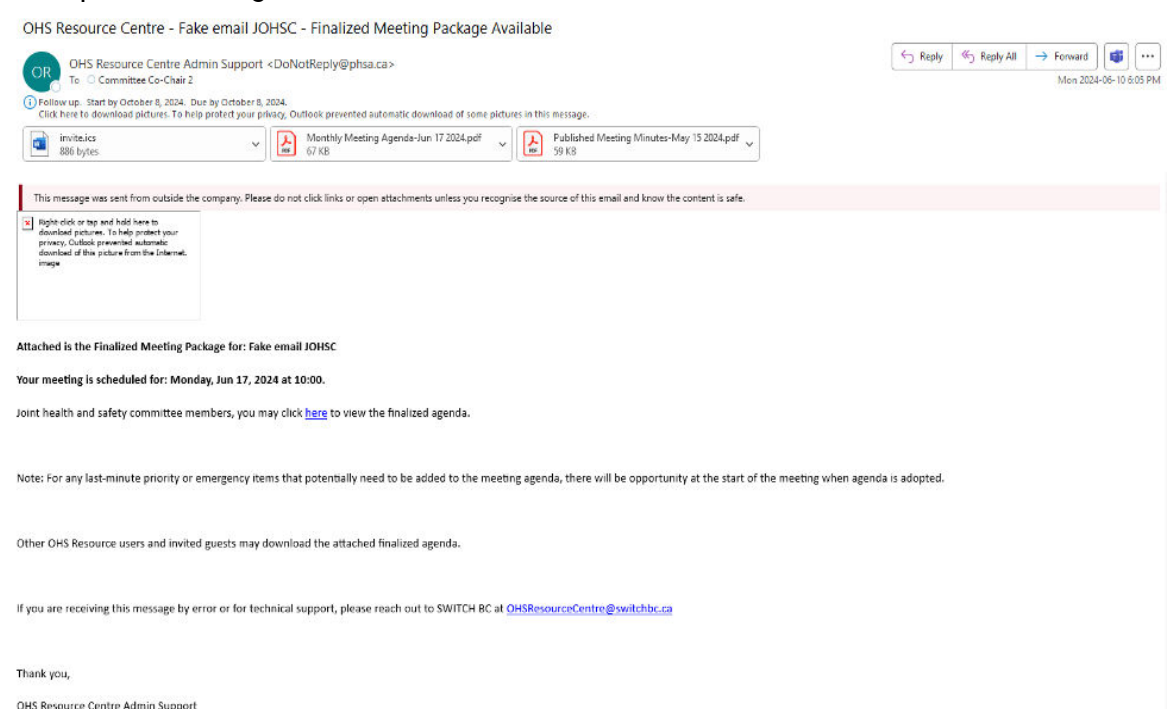 OHS Resource Centre - Fake email JOHSC - Finalized Meeting Package Available
OR
OHS Resource Centre Admin Support <DoNotReply@phsa.ca>
To Committee Co-Chair 2
Reply
Reply All
Forward
Mon 2024-06-10 6:05 PM
Follow up. Start by October 8, 2024. Due by October 8, 2024.
Click here to download pictures. To help protect your privacy, Outlook prevented automatic download of some pictures in this message.
invite.ics
886 bytes
Monthly Meeting Agenda-Jun 17 2024.pdf
67 KB
Published Meeting Minutes-May 15 2024.pdf
59 KB
This message was sent from outside the company. Please do not click links or open attachments unless you recognise the source of this email and know the content is safe.
Right-click or tap and hold here to
download pictures. To help protect your
privacy, Outlook prevented automatic
download of this picture from the Internet.
image
Attached is the Finalized Meeting Package for: Fake email JOHSC
Your meeting is scheduled for: Monday, Jun 17, 2024 at 10:00.
Joint health and safety committee members, you may click here to view the finalized agenda.
Note: For any last-minute priority or emergency items that potentially need to be added to the meeting agenda, there will be opportunity at the start of the meeting when agenda is adopted.
Other OHS Resource users and invited guests may download the attached finalized agenda.
If you are receiving this message by error or for technical support, please reach out to SWITCH BC at OHSResourceCentre@switchbc.ca
Thank you,
OHS Resource Centre Admin Support